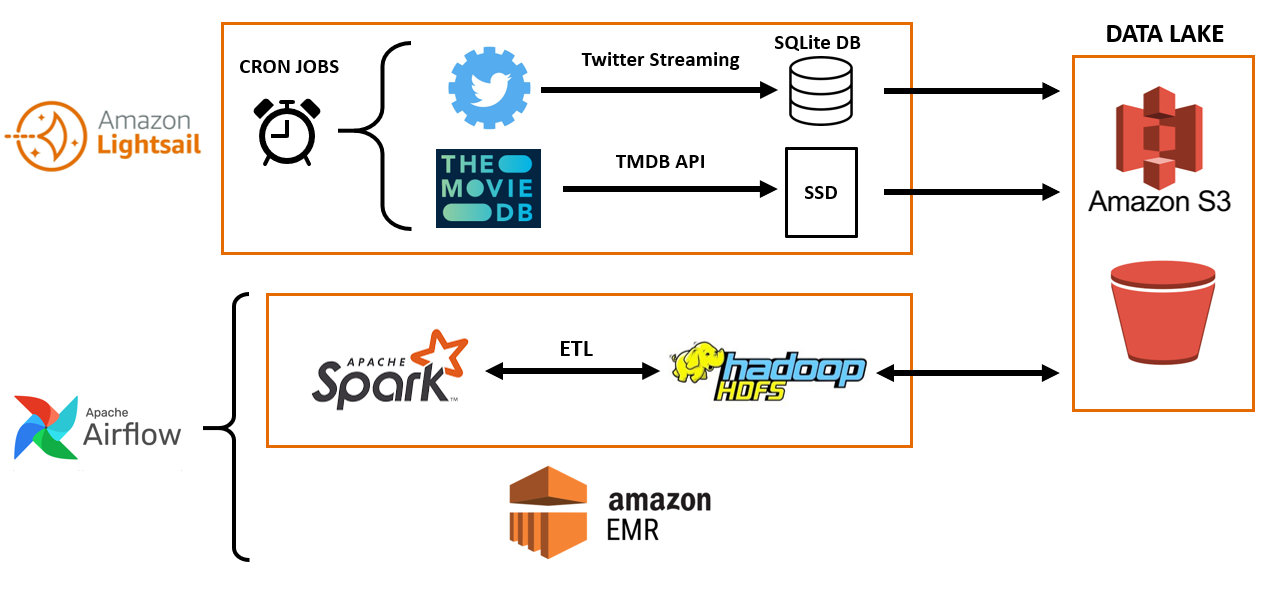 DATA LAKE
CRON JOBS
Twitter Streaming
SQLite DB
Amazon
Lightsail
THE
MOVIE
DB
TMDB API
SSD
Amazon S3
APACHE
Spark™
ETL
hadoop
HDFS
Apache
Airflow
amazon
EMR